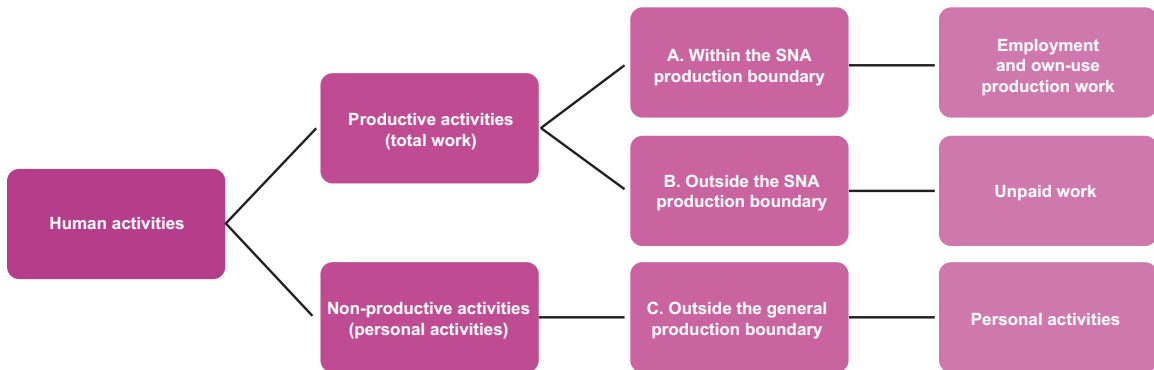 Human activities
Productive activities
(total work)
Non-productive activities
(personal activities)
A. Within the SNA
production boundary
B. Outside the SNA
production boundary
C. Outside the general
production boundary
Employment
and own-use
production work
Unpaid work
Personal activities